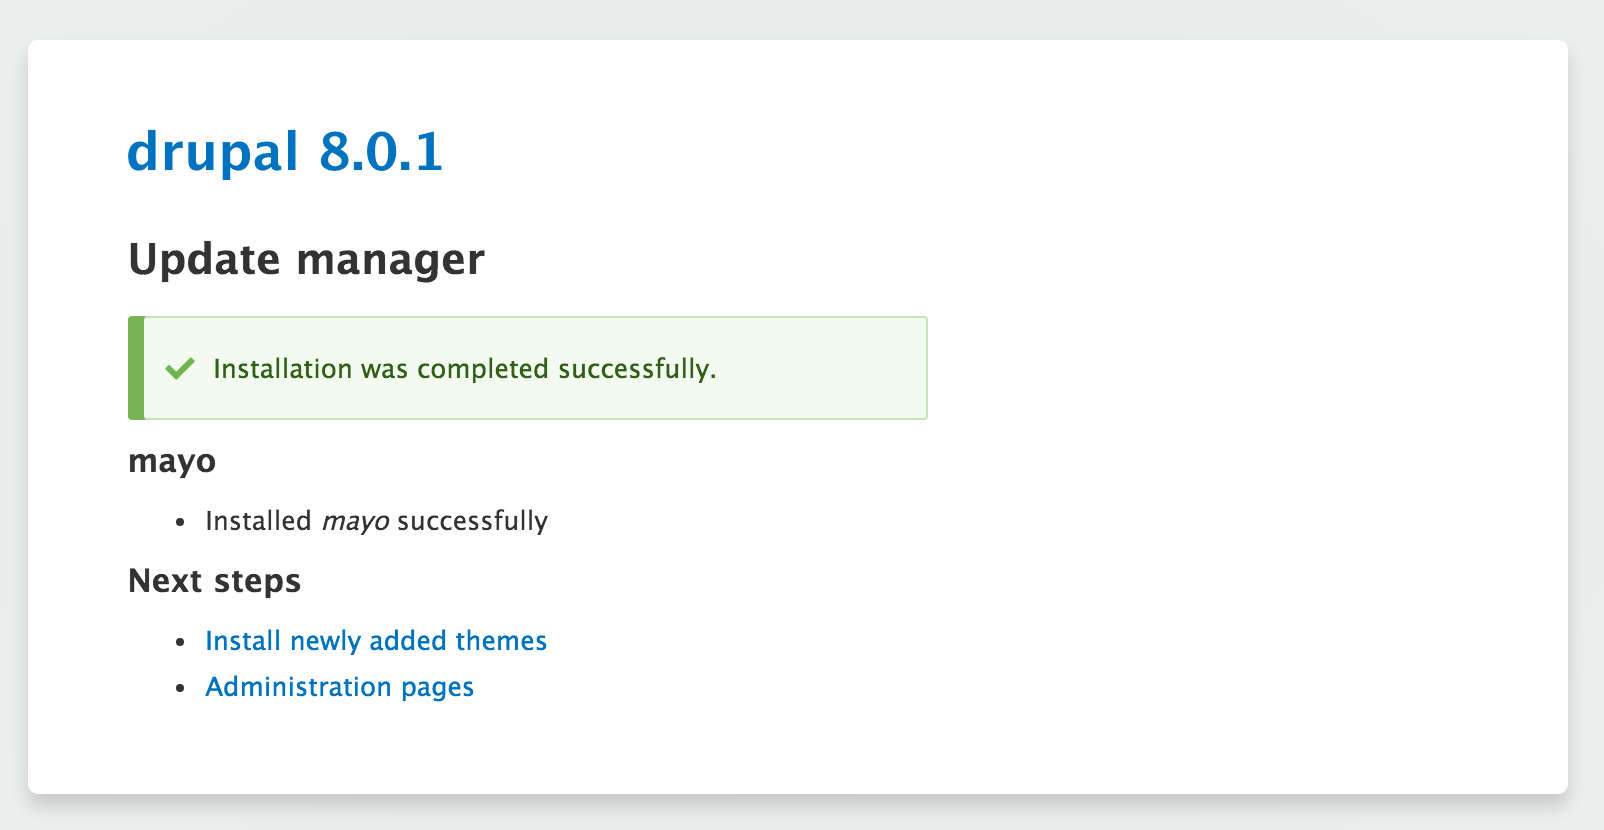 drupal 8.0.1
Update manager
Installation was completed successfully.
mayo
Installed mayo successfully
Next steps
Install newly added themes
Administration pages